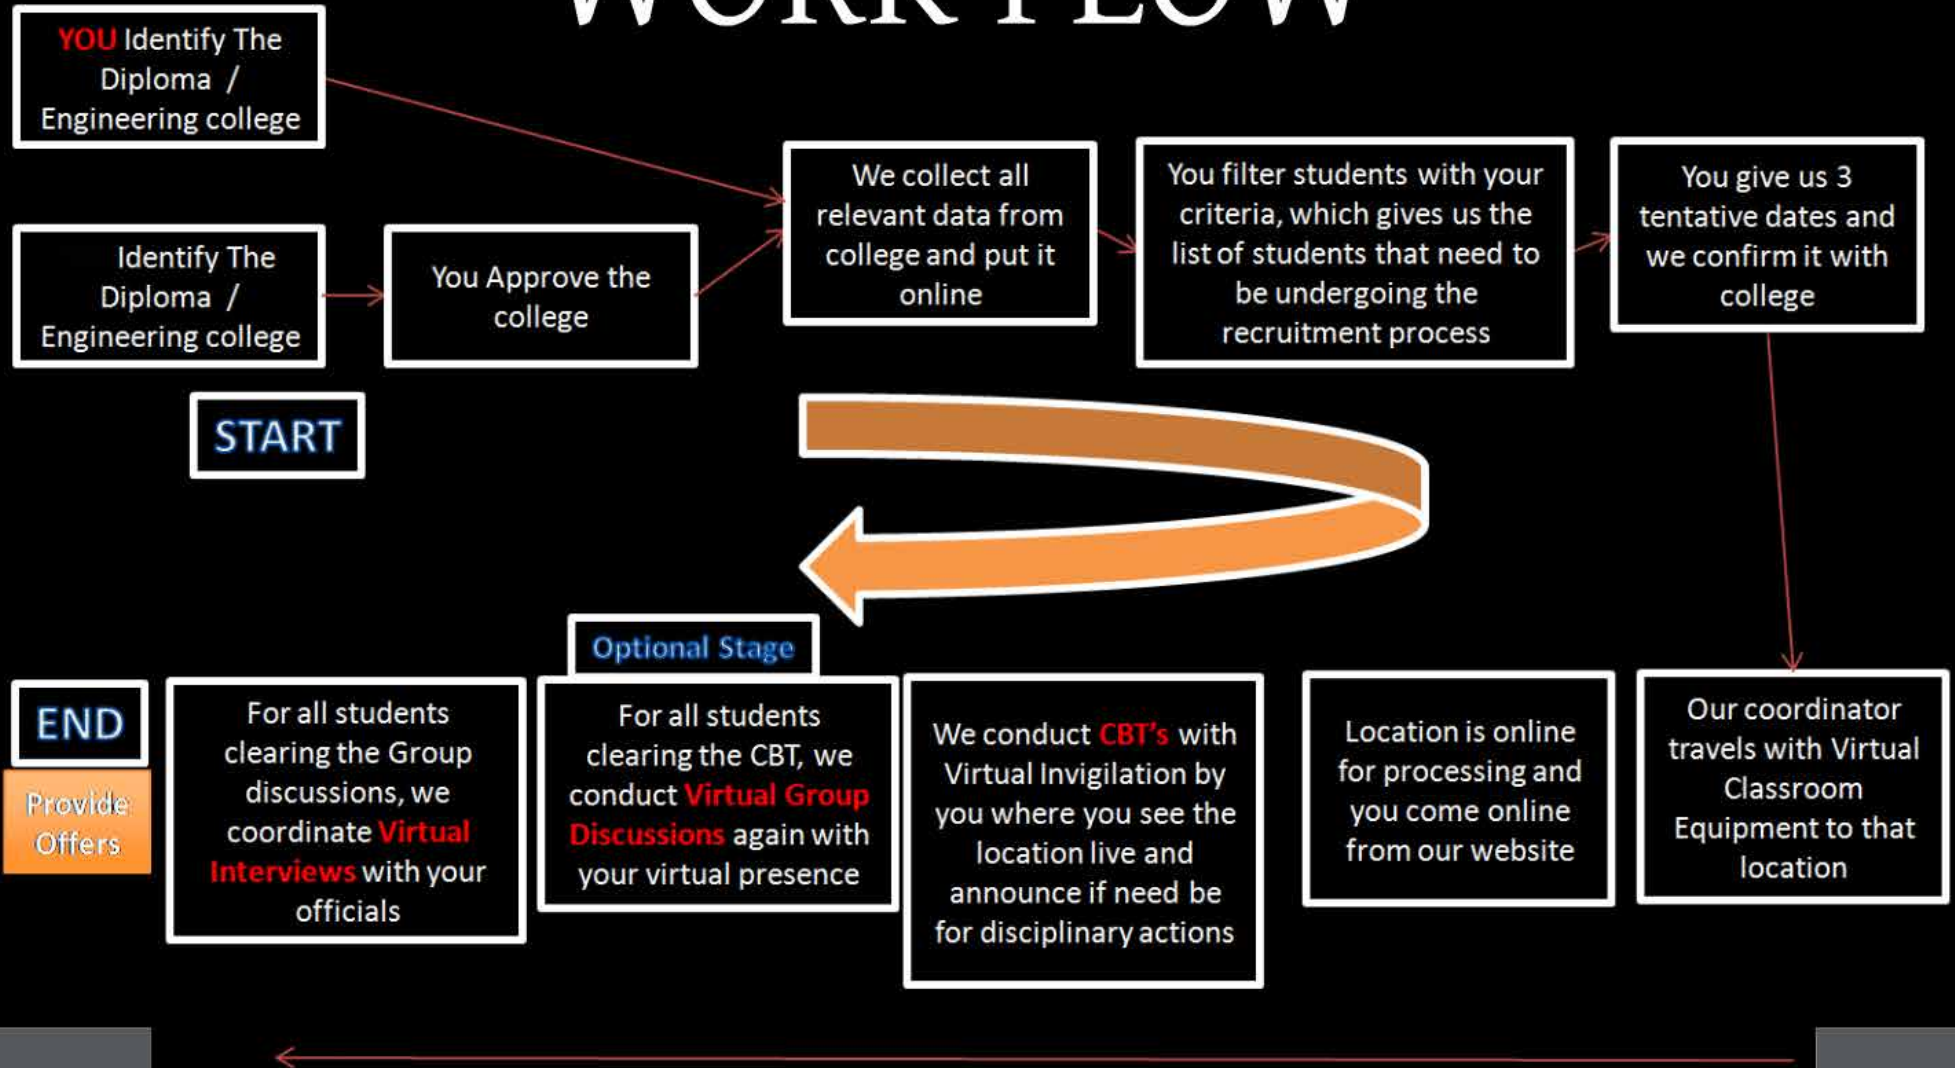 WORK FLOW
YOU Identify The
Diploma /
Engineering college
Identify The
Diploma /
Engineering college
You Approve the
college
We collect all
relevant data from
college and put it
online
You filter students with your
criteria, which gives us the
list of students that need to
be undergoing the
recruitment process
You give us 3
tentative dates and
we confirm it with
college
START
Our coordinator
travels with Virtual
Classroom
Equipment to that
location
Location is online
for processing and
you come online
from our website
We conduct CBT's with
Virtual Invigilation by
you where you see the
location live and
announce if need be
for disciplinary actions
Optional Stage
For all students
clearing the CBT, we
conduct Virtual Group
Discussions again with
your virtual presence
For all students
clearing the Group
discussions, we
coordinate Virtual
Interviews with your
officials
END
Provide
Offers